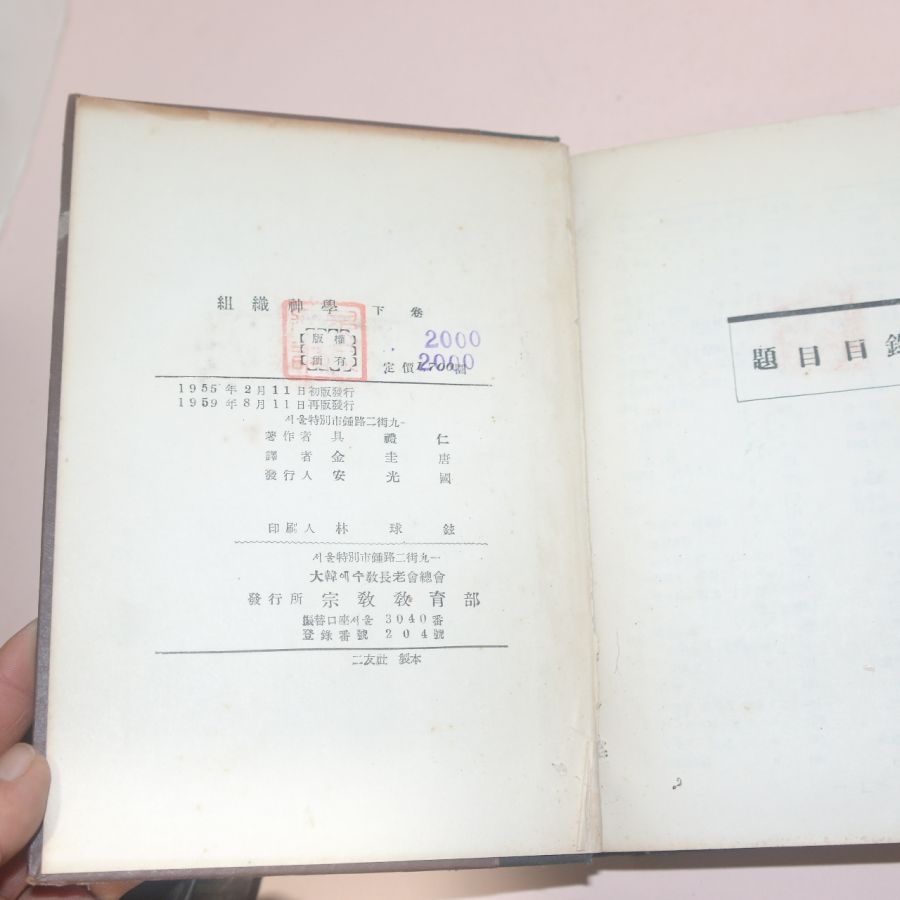 組織神學 下卷
版權
所有
2000
2000
定價 700圜
1955年2月11日初版發行
1959年8月11日再版發行
서울特別市鍾路二街九一
著作者 具禮仁
譯者 金圭唐
發行人 安光國
印刷人 林球鉉
서울特別市鍾路二街九一
大韓예수敎長老會總會
發行所 宗敎敎育部
振替口座서울 3040番
登錄番號 204號
二友社 製本
題目目錄